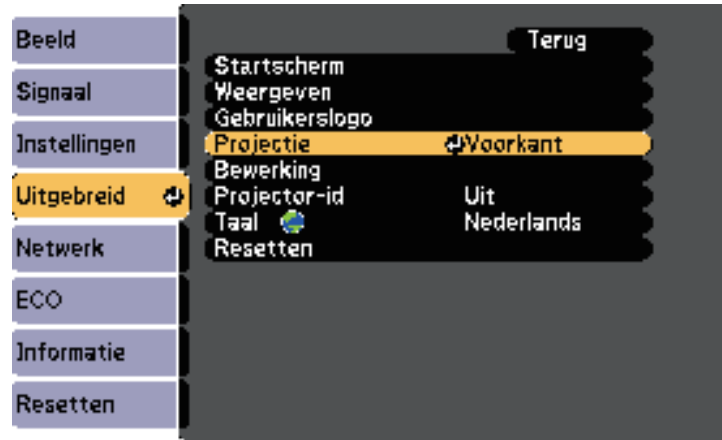 Beeld
Signaal
Instellingen
Uitgebreid
Netwerk
ECO
Informatie
Resetten
Terug
Startscherm
Weergeven
Gebruikerslogo
Projectie Voorkant
Bewerking
Projector-id Uit
Taal Nederlands
Resetten